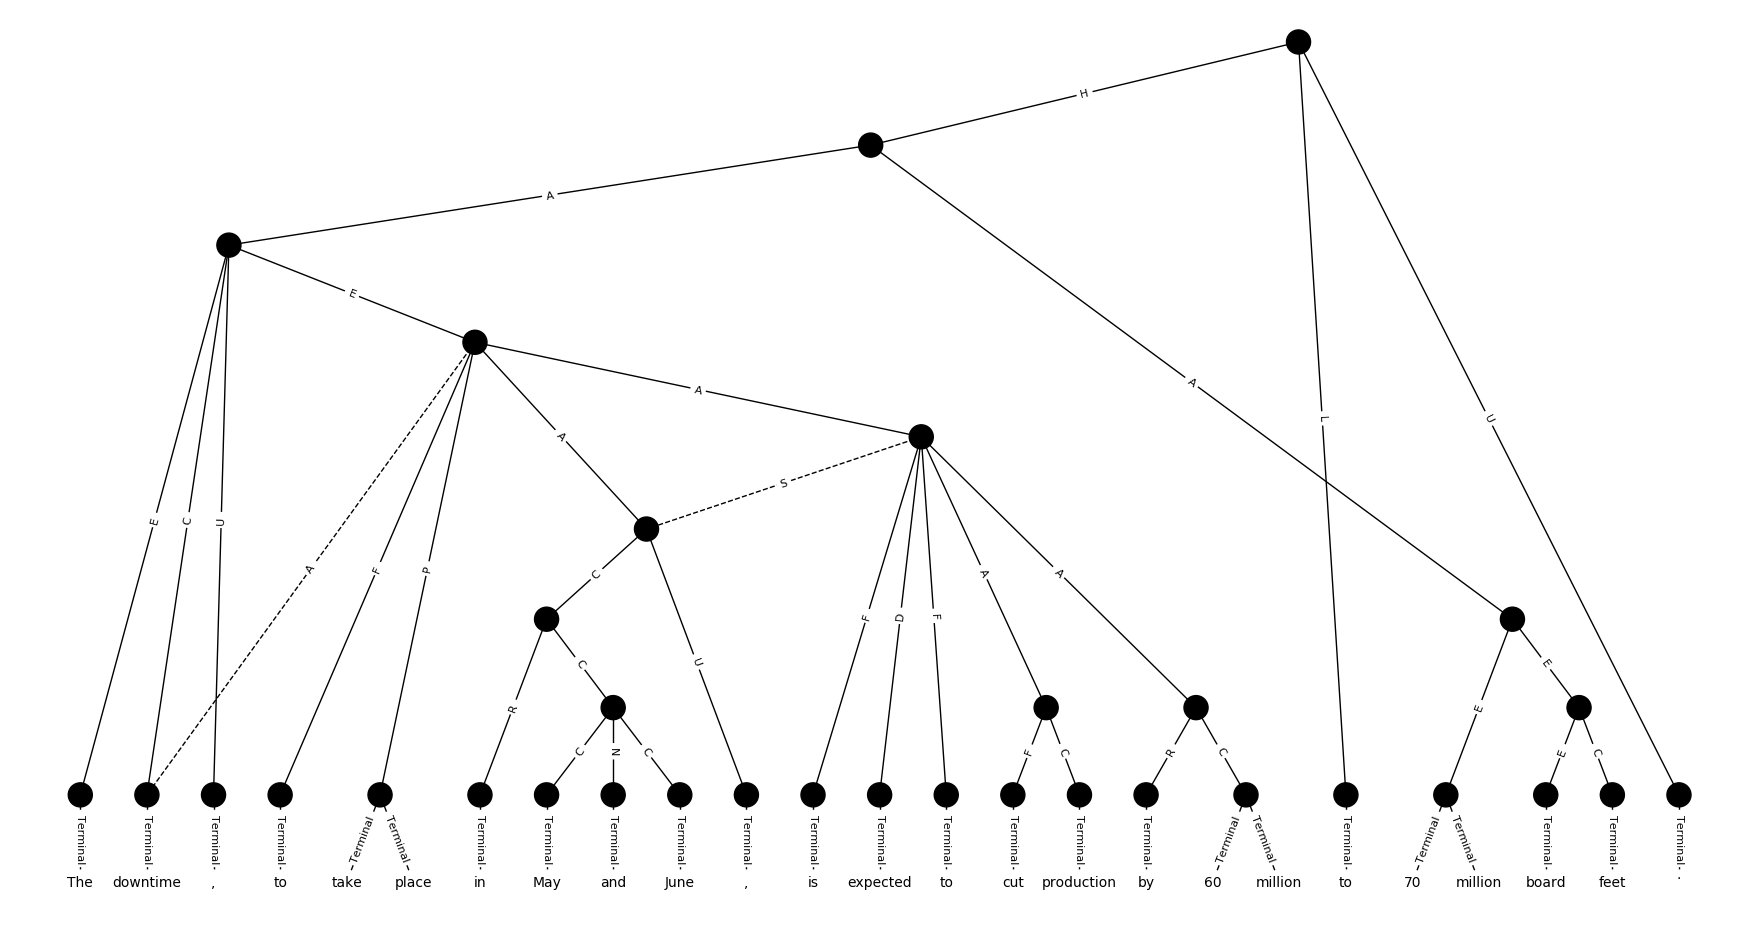 H
A
E
A
A
A
L
U
S
E
C
U
A
F
P
C
A
A
F
D
F
U
C
E
R
E
C
N
C
F
C
R
C
E
C
Terminal Terminal Terminal Terminal Terminal Terminal Terminal Terminal Terminal Terminal Terminal Terminal Terminal Terminal Terminal Terminal Terminal Terminal Terminal Terminal Terminal Terminal Terminal Terminal Terminal
The downtime , to take place in May and June , is expected to cut production by 60 million to 70 million board feet .